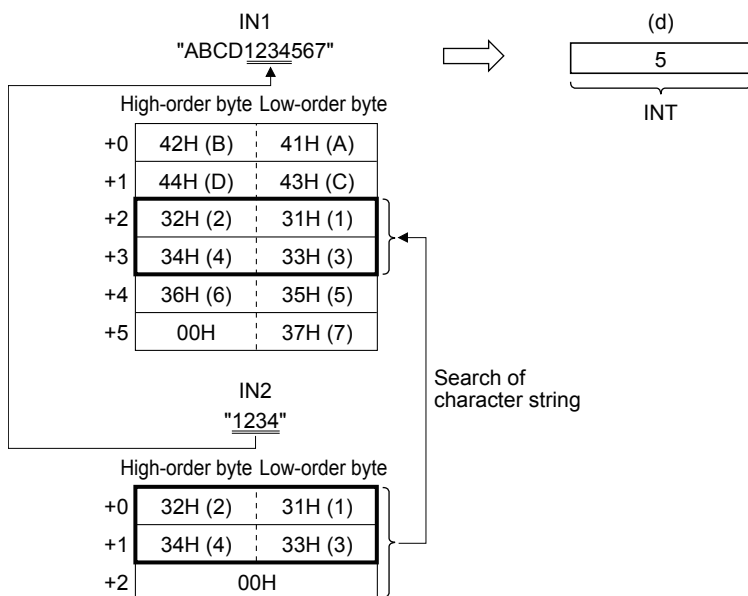 IN1
(d)
"ABCD1234567"
5
INT
High-order byte Low-order byte
+0 42H (B) 41H (A)
+1 44H (D) 43H (C)
+2 32H (2) 31H (1)
+3 34H (4) 33H (3)
+4 36H (6) 35H (5)
+5 00H 37H (7)
Search of
character string
IN2
"1234"
High-order byte Low-order byte
+0 32H (2) 31H (1)
+1 34H (4) 33H (3)
+2 00H